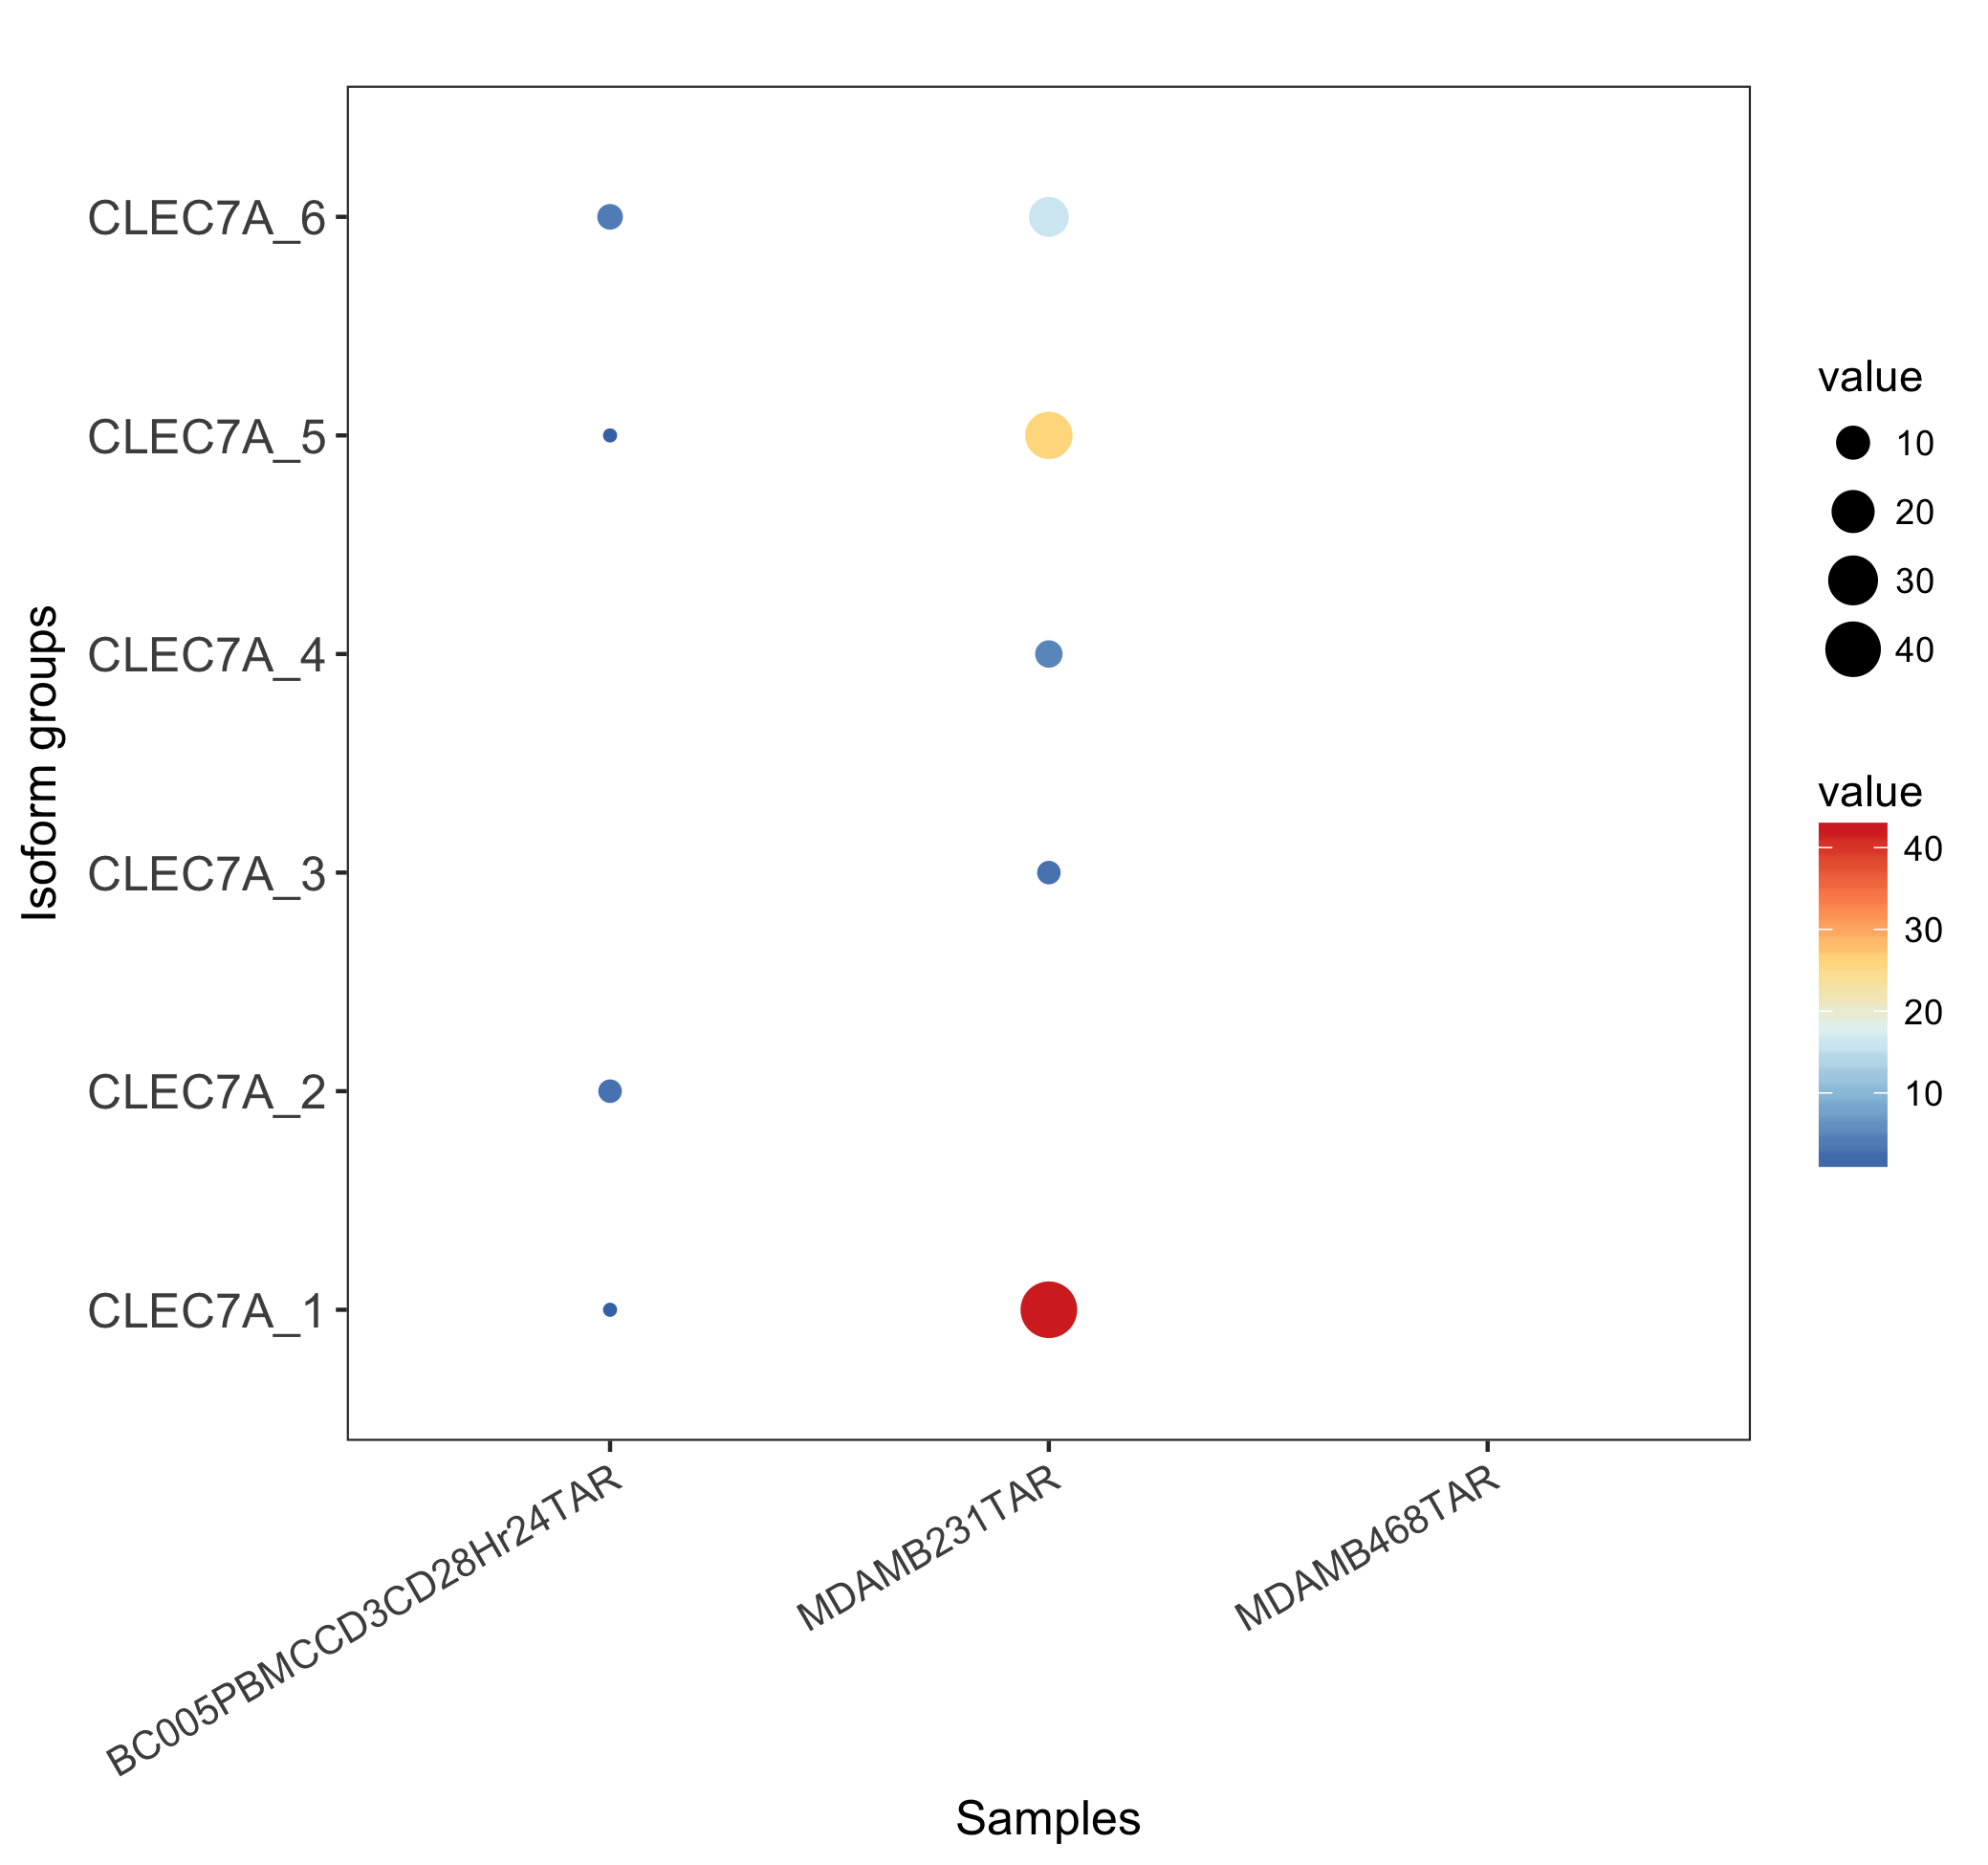 Isoform groups
CLEC7A_6
CLEC7A_5
CLEC7A_4
CLEC7A_3
CLEC7A_2
CLEC7A_1
BC005PBMCCD3CD28Hr24TAR
MDAMB231TAR
MDAMB468TAR
Samples
value
10
20
30
40
value
40
30
20
10